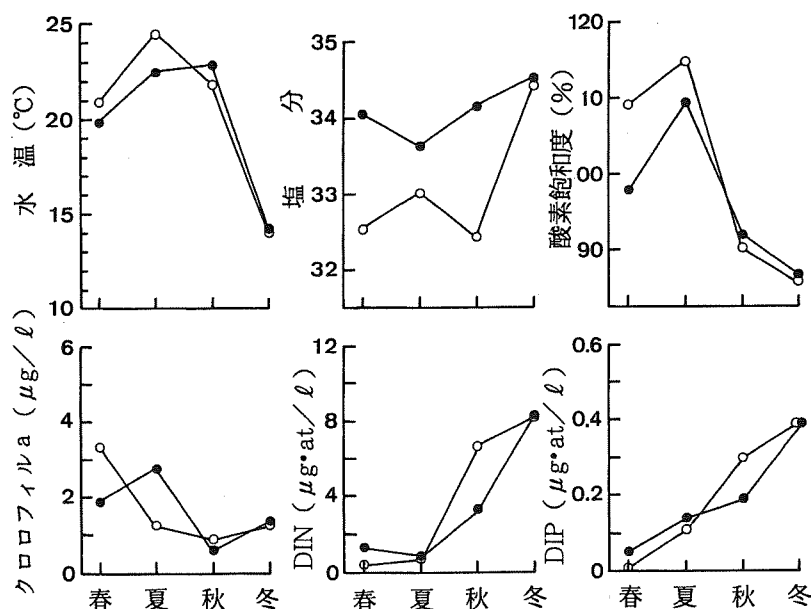 水温(℃)
25
20
15
10
塩分
35
34
33
32
酸素飽和度(%)
120
10
00
90
クロロフィルa(μg/ℓ)
6
4
2
0
春 夏 秋 冬
DIN(μg•at/ℓ)
12
8
4
0
春 夏 秋 冬
DIP(μg•at/ℓ)
0.6
0.4
0.2
0
春 夏 秋 冬